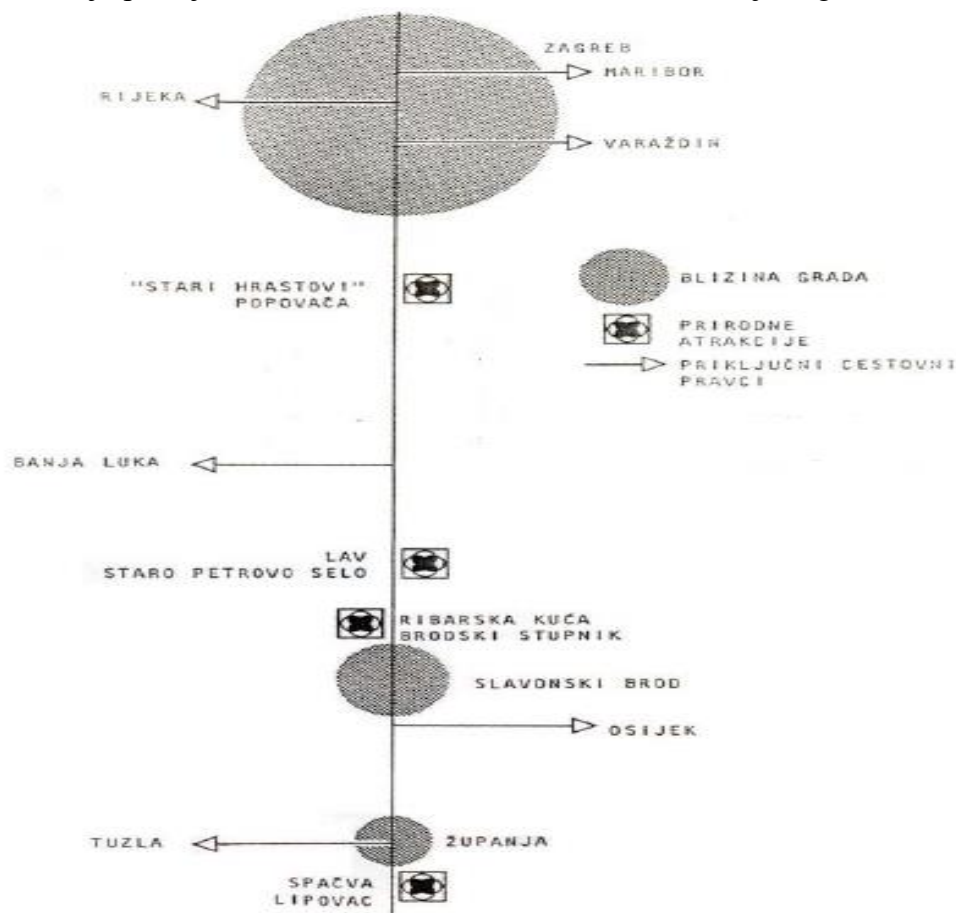 ZAGREB
MARIBOR
RIJEKA
VARAŽDIN
"STARI HRASTOVI"
POPOVAČA
BLIZINA GRADA
PRIRODNE
ATRAKCIJE
PRIKLJUČNI CESTOVNI
PRAVCI
BANJA LUKA
LAV
STARO PETROVO SELO
RIBARSKA KUĆA
BRODSKI STUPNIK
SLAVONSKI BROD
OSIJEK
TUZLA
ŽUPANJA
SPAČVA
LIPOVAC